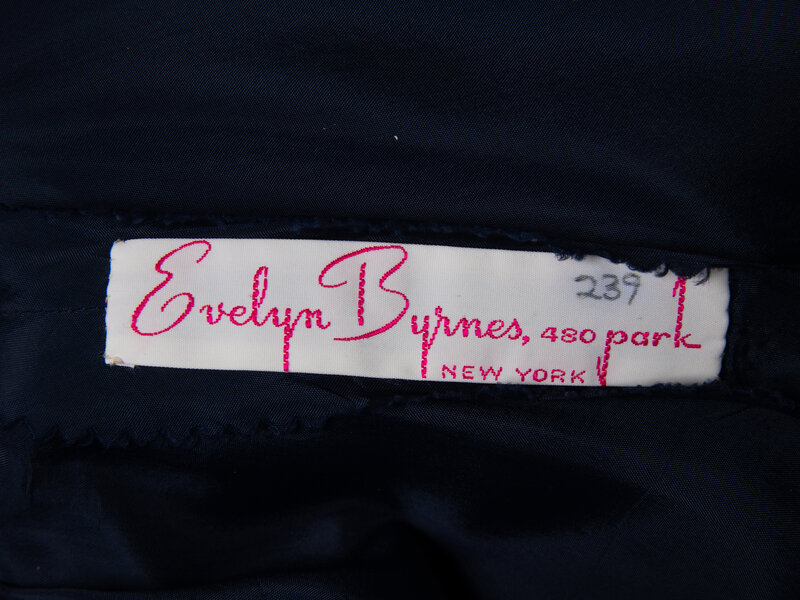 239
Evelyn Byrnes, 480 park
NEW YORK